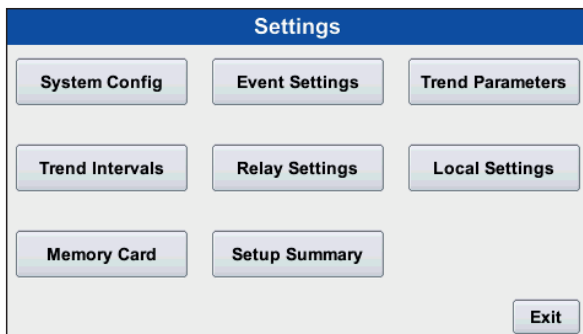 Settings
System Config
Event Settings
Trend Parameters
Trend Intervals
Relay Settings
Local Settings
Memory Card
Setup Summary
Exit